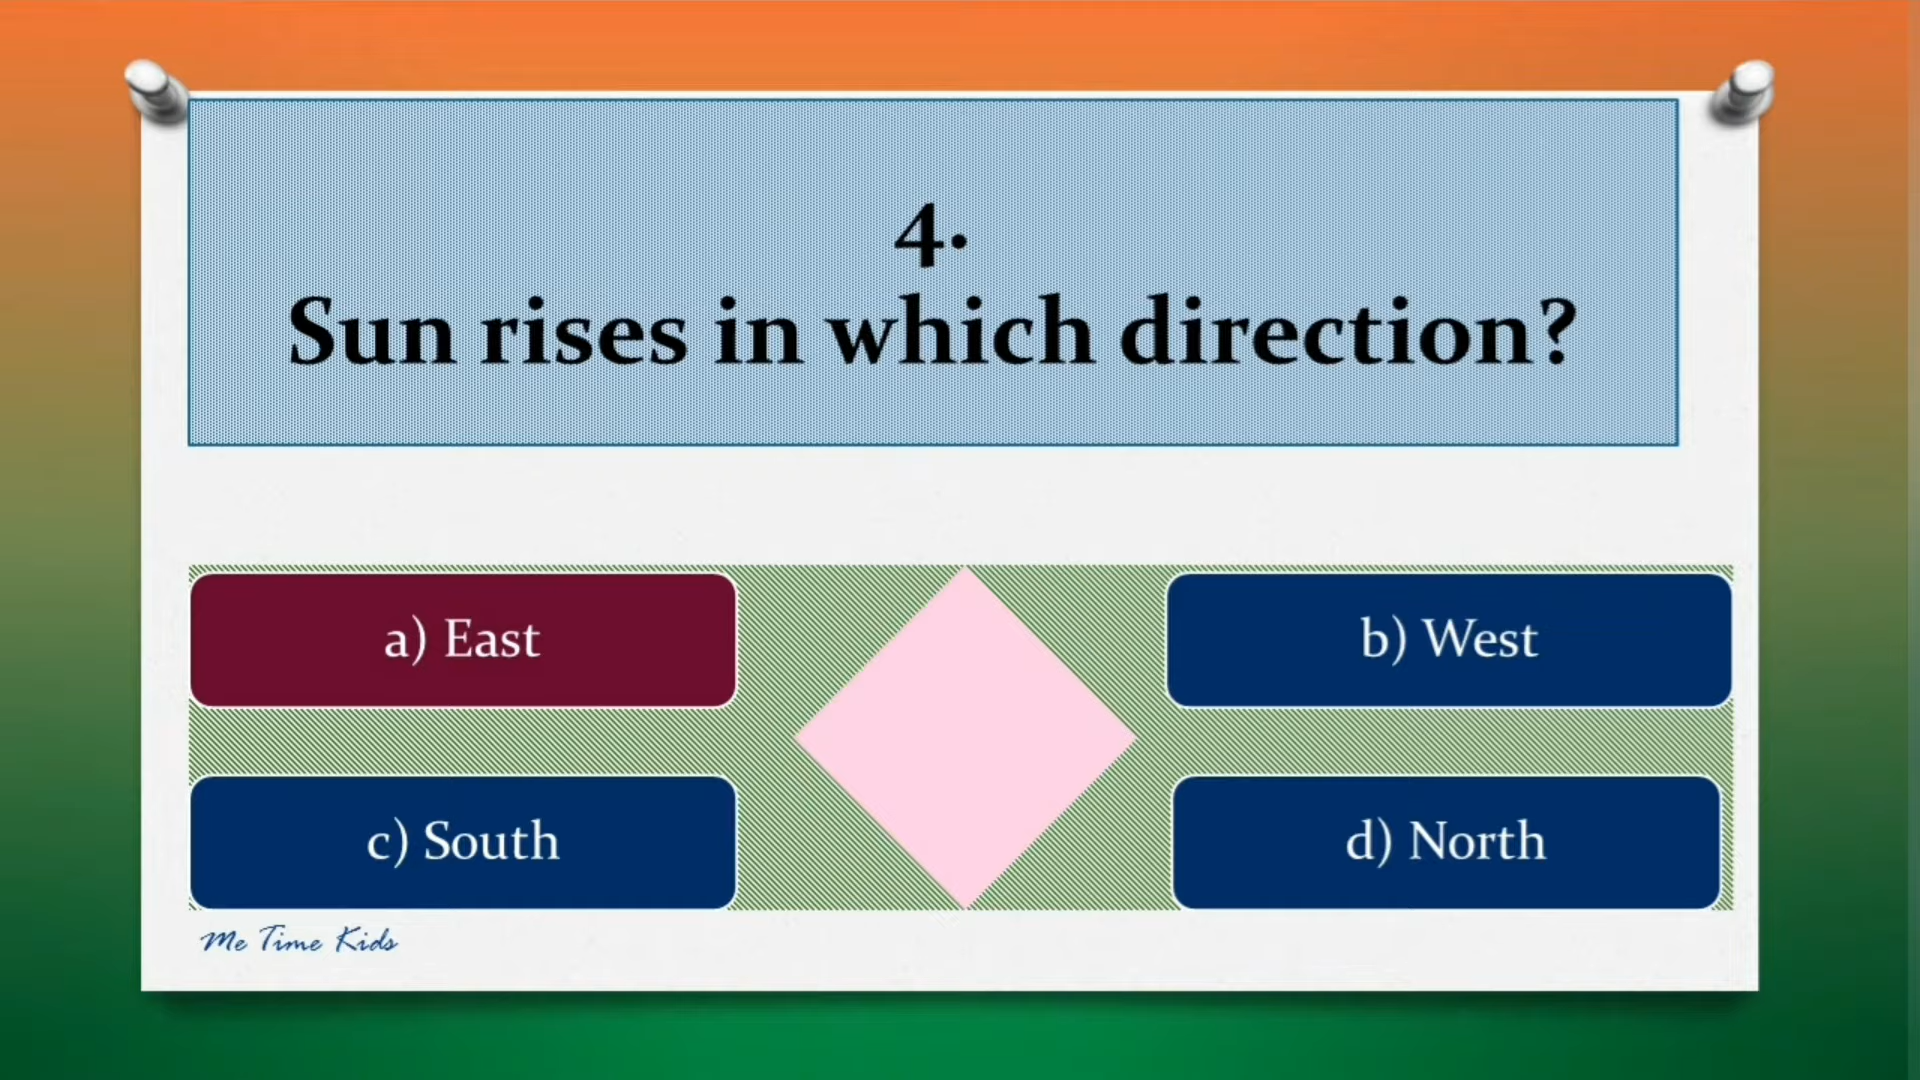 4.
Sun rises in which direction?
a) East
b) West
c) South
d) North
Me Time Kids